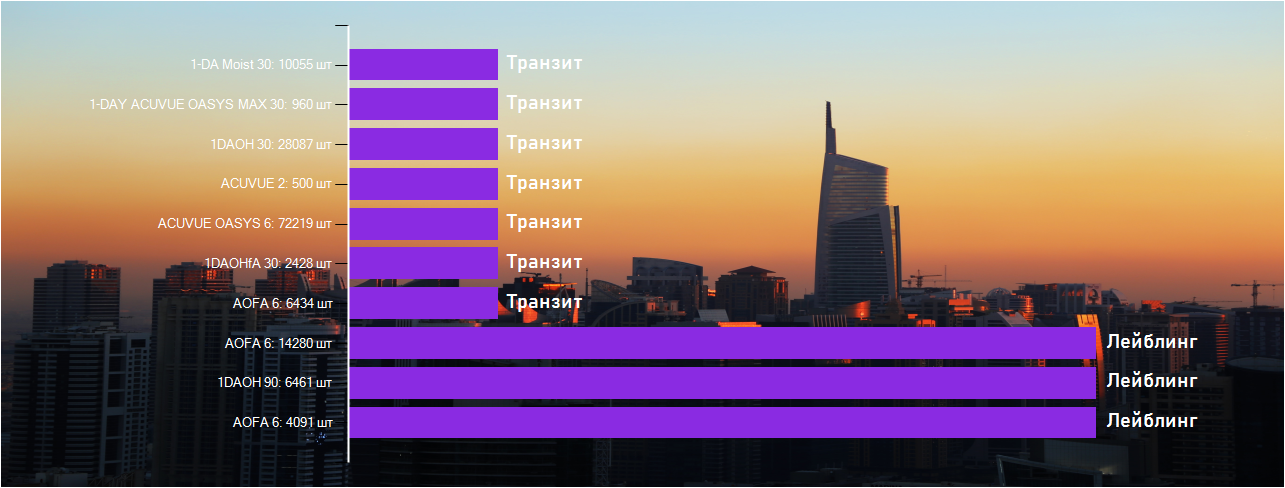 1-DA Moist 30: 10055 шт Транзит
1-DAY ACUVUE OASYS MAX 30: 960 шт Транзит
1DAOH 30: 28087 шт Транзит
ACUVUE 2: 500 шт Транзит
ACUVUE OASYS 6: 72219 шт Транзит
1DAOHfA 30: 2428 шт Транзит
AOFA 6: 6434 шт Транзит
AOFA 6: 14280 шт Лейблинг
1DAOH 90: 6461 шт Лейблинг
AOFA 6: 4091 шт Лейблинг